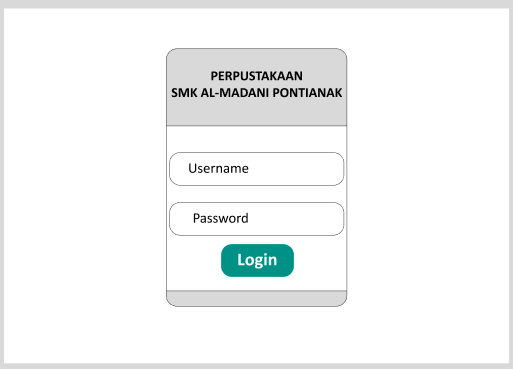 PERPUSTAKAAN
SMK AL-MADANI PONTIANAK
Username
Password
Login